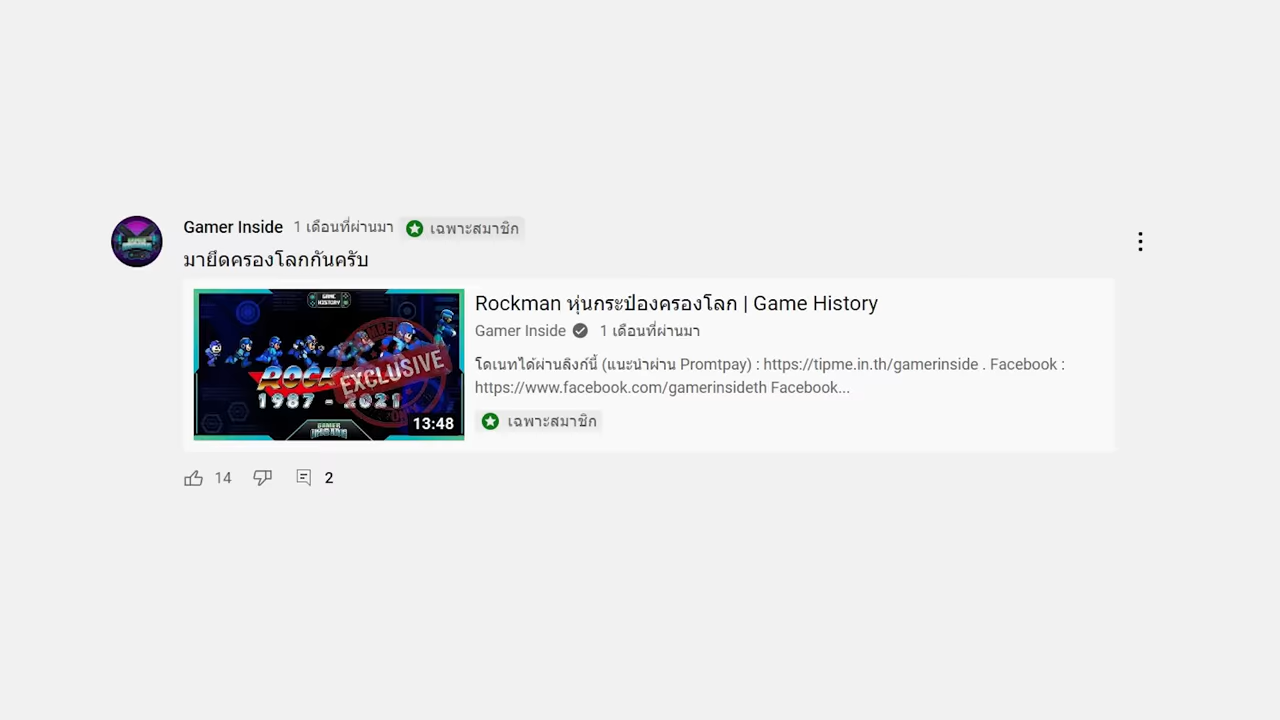 Gamer Inside 1 เดือนที่ผ่านมา เฉพาะสมาชิก
มายึดครองโลกกันครับ
GAME
HISTORY
EXCLUSIVE
1987 - 2021
13:48
Rockman หุ่นกระป๋องครองโลก | Game History
Gamer Inside 1 เดือนที่ผ่านมา
โดเนทได้ผ่านลิงก์นี้ (แนะนำผ่าน Promtpay) : https://tipme.in.th/gamerinside . Facebook :
https://www.facebook.com/gamerinsideth Facebook...
เฉพาะสมาชิก
14 2